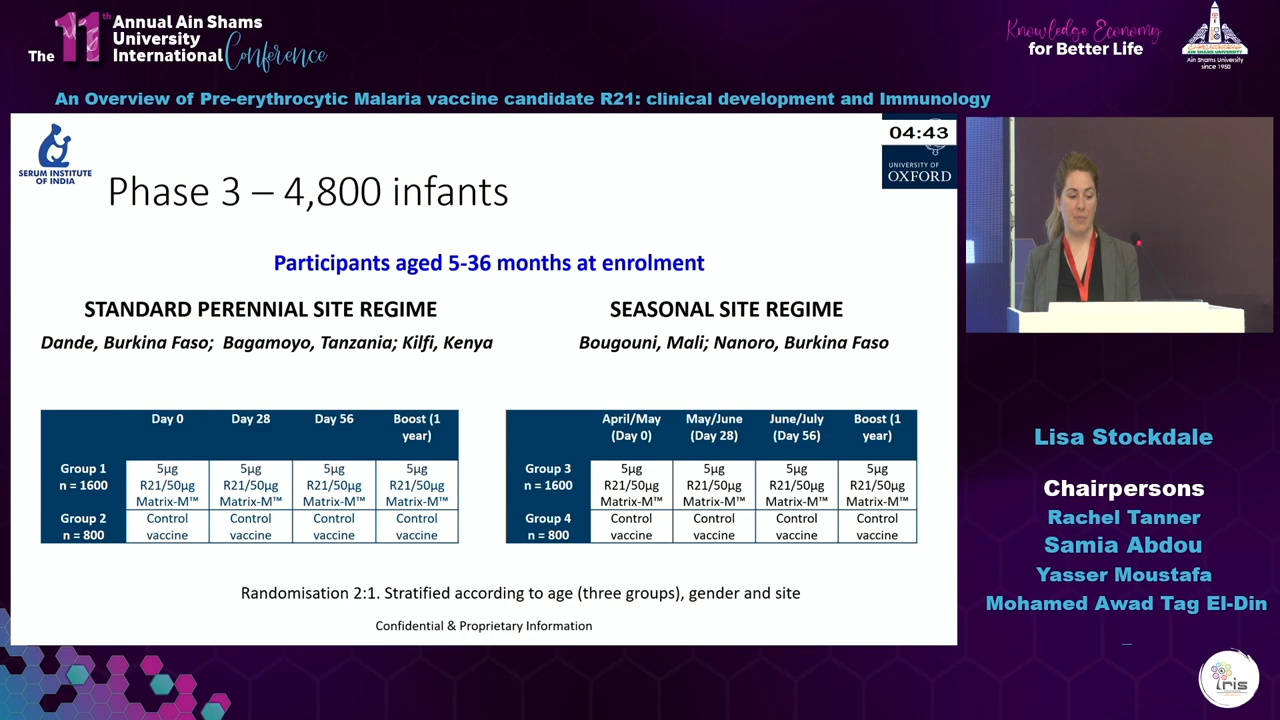 The 11th Annual Ain Shams
University
International Conference
Knowledge Economy
for Better Life
AIN SHAMS UNIVERSITY
Ain Shams University
since 1950
An Overview of Pre-erythrocytic Malaria vaccine candidate R21: clinical development and Immunology
SERUM INSTITUTE
OF INDIA
04:43
UNIVERSITY OF
OXFORD
Phase 3 – 4,800 infants
Participants aged 5-36 months at enrolment
STANDARD PERENNIAL SITE REGIME
Dande, Burkina Faso; Bagamoyo, Tanzania; Kilfi, Kenya
Day 0 Day 28 Day 56 Boost (1
year)
Group 1 5µg 5µg 5µg 5µg
n = 1600 R21/50µg R21/50µg R21/50µg R21/50µg
Matrix-M™ Matrix-M™ Matrix-M™ Matrix-M™
Group 2 Control Control Control Control
n = 800 vaccine vaccine vaccine vaccine
SEASONAL SITE REGIME
Bougouni, Mali; Nanoro, Burkina Faso
April/May May/June June/July Boost (1
(Day 0) (Day 28) (Day 56) year)
Group 3 5µg 5µg 5µg 5µg
n = 1600 R21/50µg R21/50µg R21/50µg R21/50µg
Matrix-M™ Matrix-M™ Matrix-M™ Matrix-M™
Group 4 Control Control Control Control
n = 800 vaccine vaccine vaccine vaccine
Randomisation 2:1. Stratified according to age (three groups), gender and site
Confidential & Proprietary Information
Lisa Stockdale
Chairpersons
Rachel Tanner
Samia Abdou
Yasser Moustafa
Mohamed Awad Tag El-Din
_
iris